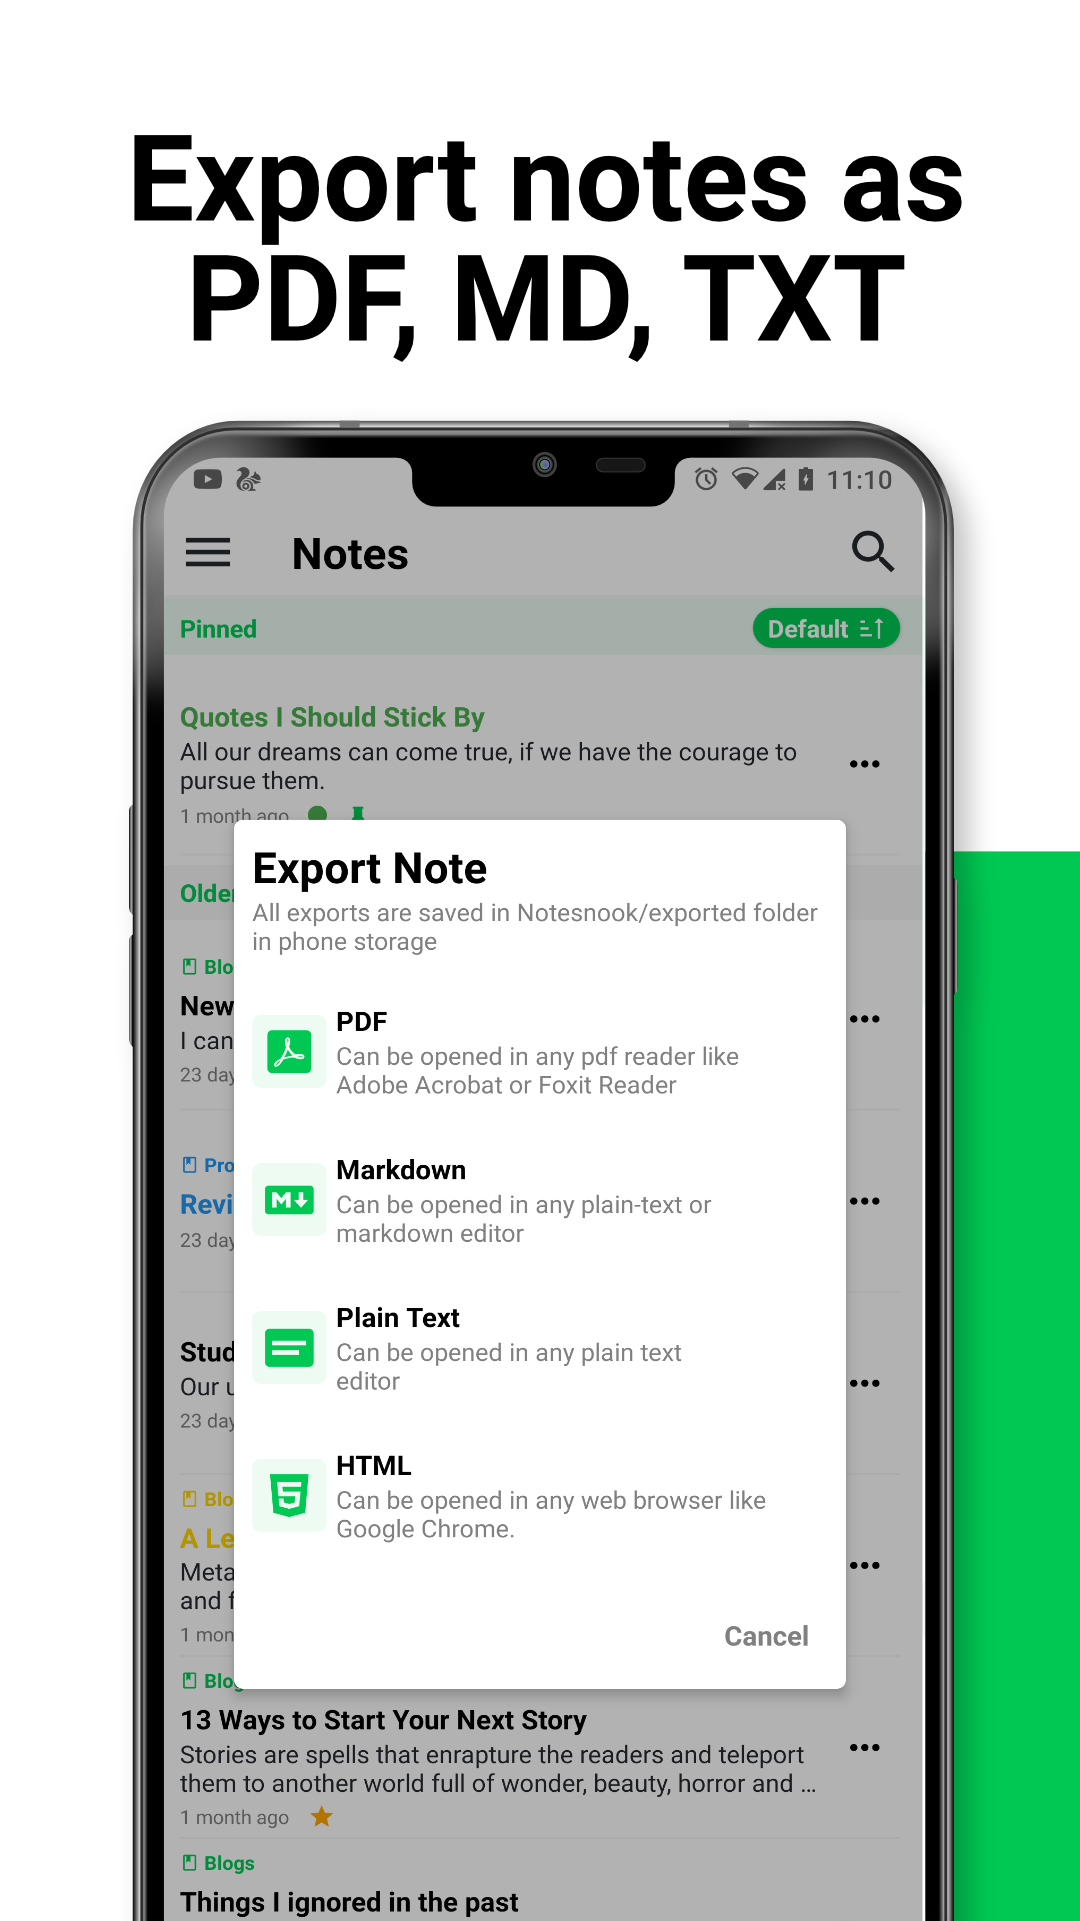 Export notes as
PDF, MD, TXT
11:10
Notes
Pinned
Default
Quotes I Should Stick By
All our dreams can come true, if we have the courage to
pursue them.
1 month ago
Export Note
All exports are saved in Notesnook/exported folder
in phone storage
PDF
Can be opened in any pdf reader like
Adobe Acrobat or Foxit Reader
Markdown
Can be opened in any plain-text or
markdown editor
Plain Text
Can be opened in any plain text
editor
HTML
Can be opened in any web browser like
Google Chrome.
Cancel
Older
Blo
New
I can
23 day
Pro
Revi
23 day
Stud
Our u
23 day
Blo
A Le
Meta
and f
1 mon
Blog
13 Ways to Start Your Next Story
Stories are spells that enrapture the readers and teleport
them to another world full of wonder, beauty, horror and ...
1 month ago
Blogs
Things I ignored in the past